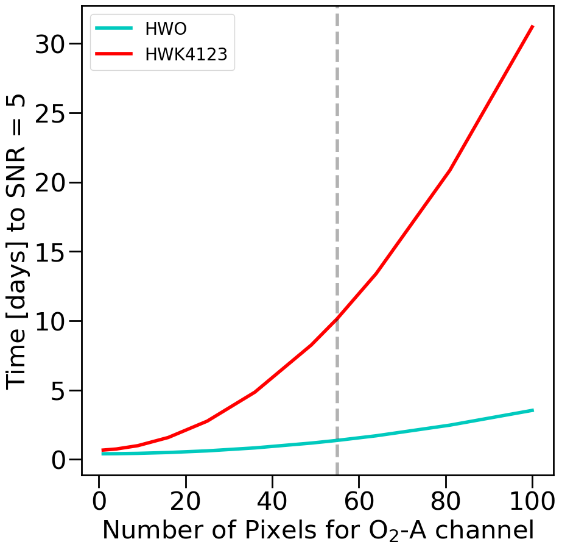 HWO
HWK4123
30
25
20
15
10
5
0
Time [days] to SNR = 5
0 20 40 60 80 100
Number of Pixels for O₂-A channel